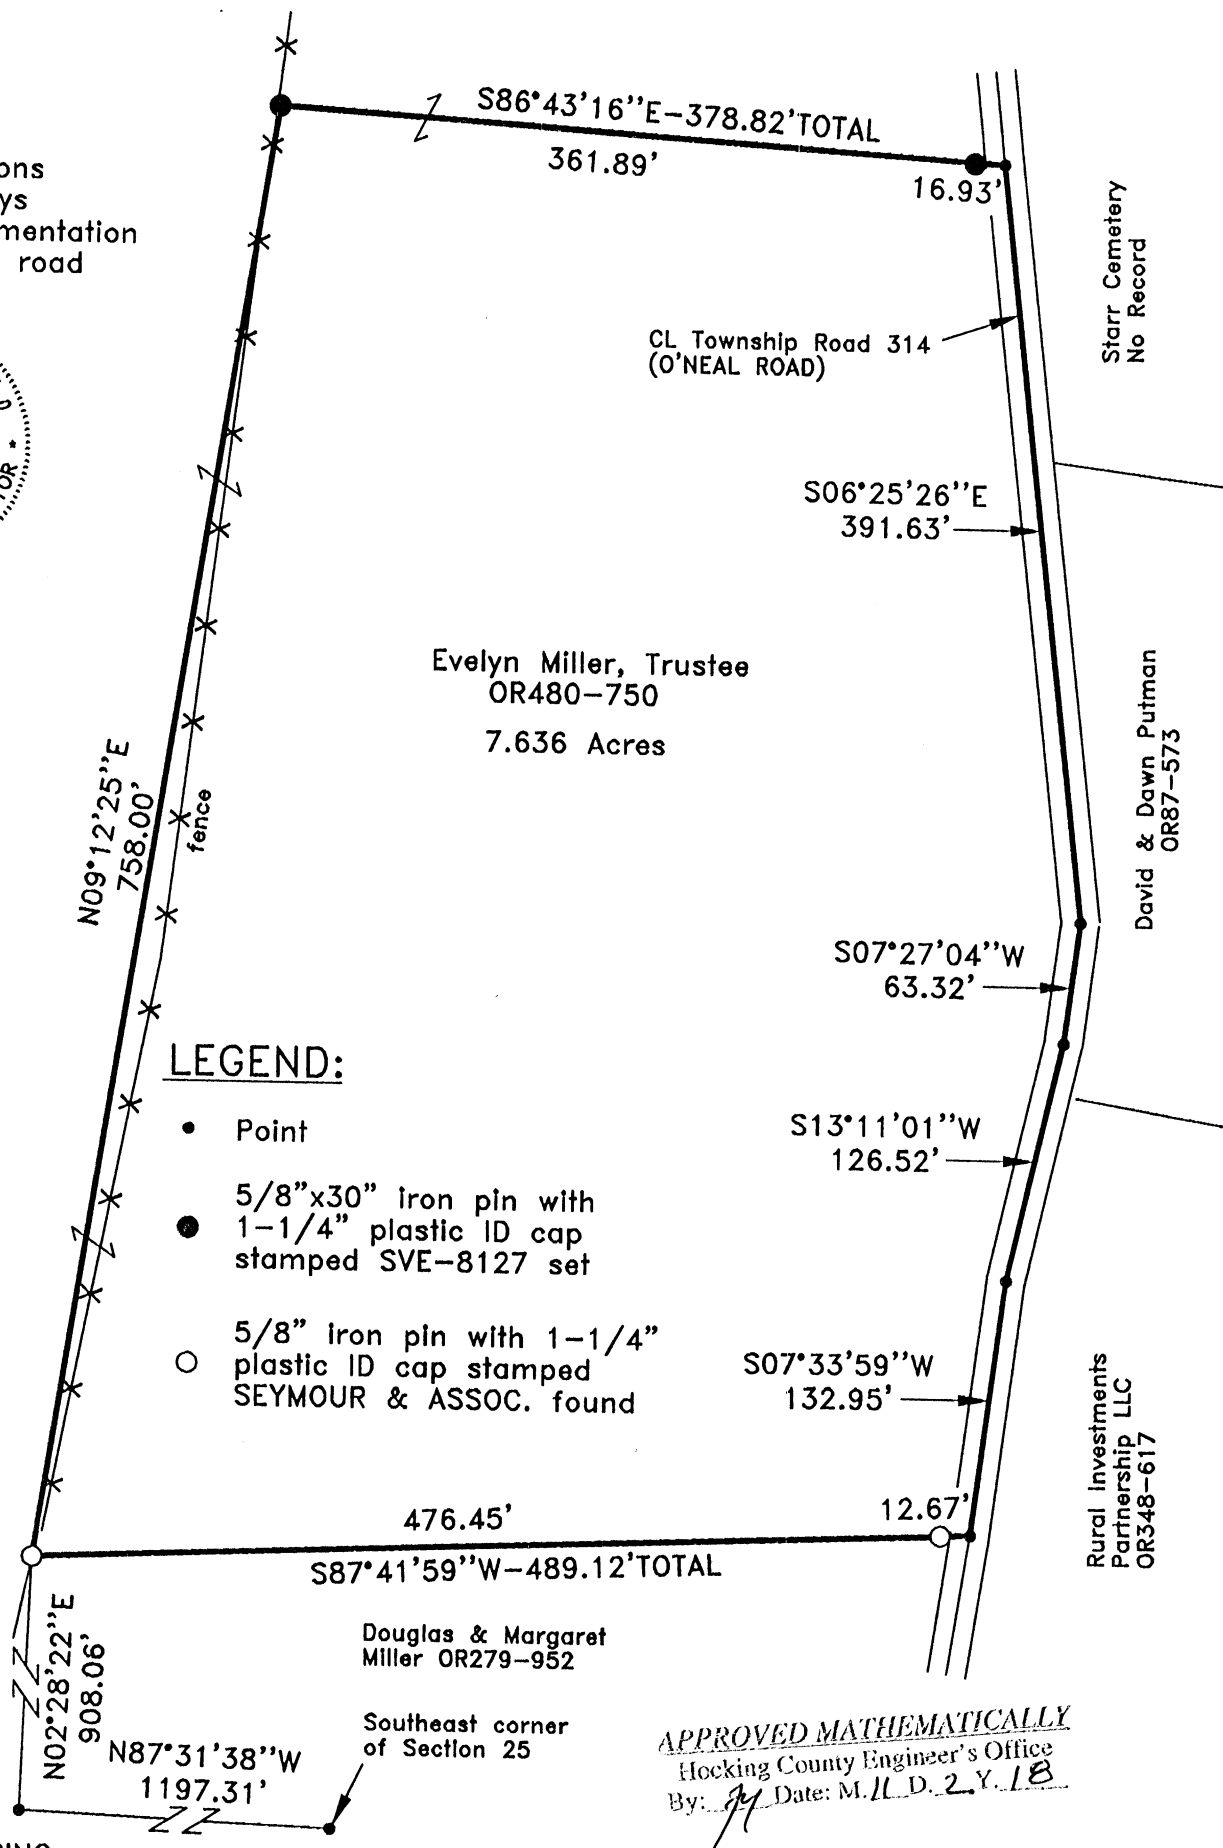 S86°43'16"E-378.82'TOTAL
361.89'
16.93'
ons
ys
mentation
road
Starr Cemetery
No Record
CL Township Road 314
(O'NEAL ROAD)
OR *
S06°25'26"E
391.63'
Evelyn Miller, Trustee
OR480-750
7.636 Acres
David & Dawn Putman
OR87-573
N09°12'25"E
758.00'
fence
S07°27'04"W
63.32'
LEGEND:
Point
5/8"x30" iron pin with
1-1/4" plastic ID cap
stamped SVE-8127 set
5/8" iron pin with 1-1/4"
plastic ID cap stamped
SEYMOUR & ASSOC. found
S13°11'01"W
126.52'
S07°33'59"W
132.95'
Rural Investments
Partnership LLC
OR348-617
476.45'
12.67'
S87°41'59"W-489.12'TOTAL
N02°28'22"E
908.06'
Douglas & Margaret
Miller OR279-952
Southeast corner
of Section 25
N87°31'38"W
1197.31'
APPROVED MATHEMATICALLY
Hocking County Engineer's Office
By: Date: M. 11 D. 2 Y. 18